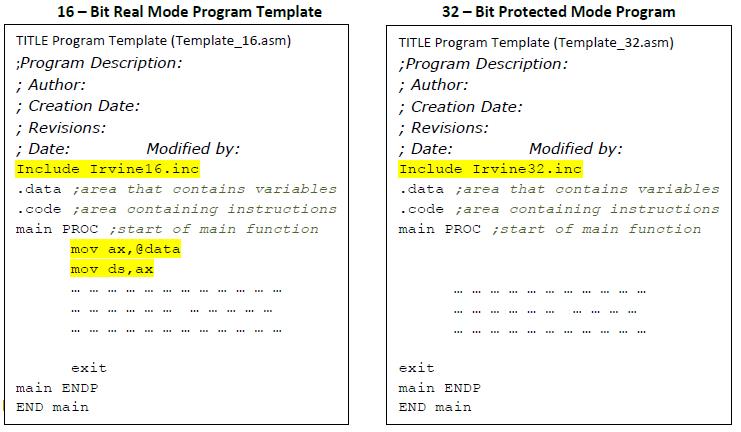 16 – Bit Real Mode Program Template
TITLE Program Template (Template_16.asm)
;Program Description:
; Author:
; Creation Date:
; Revisions:
; Date: Modified by:
Include Irvine16.inc
.data ;area that contains variables
.code ;area containing instructions
main PROC ;start of main function
mov ax,@data
mov ds,ax
… … … … … … … … … … … …
… … … … … … … … … … …
… … … … … … … … … … … …
exit
main ENDP
END main
32 – Bit Protected Mode Program
TITLE Program Template (Template_32.asm)
;Program Description:
; Author:
; Creation Date:
; Revisions:
; Date: Modified by:
Include Irvine32.inc
.data ;area that contains variables
.code ;area containing instructions
main PROC ;start of main function
… … … … … … … … … … …
… … … … … … … … … …
… … … … … … … … … … …
exit
main ENDP
END main